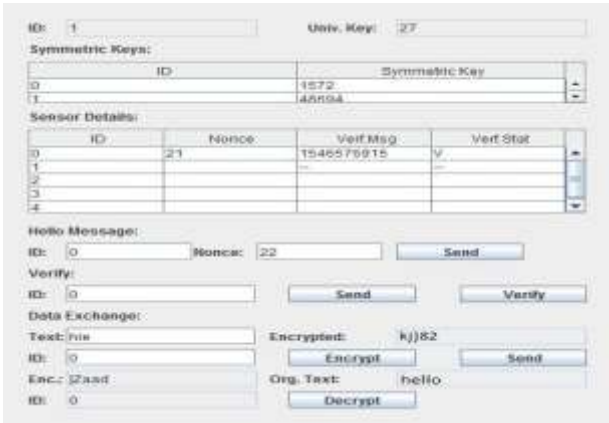 ID: 1 Univ. Key: 27
Symmetric Keys:
ID Symmetric Key
0 1572
1
Sensor Details:
ID Nonce Verf.Msg Verf.Stat
0 21 1546576915 V
1 -- --
2
3
4
Hello Message:
ID: 0 Nonce: 22 Send
Verify:
ID: 0 Send Verify
Data Exchange:
Text: hie Encrypted: kj)82
ID: 0 Encrypt Send
Enc.: Org. Text: hello
ID: 0 Decrypt